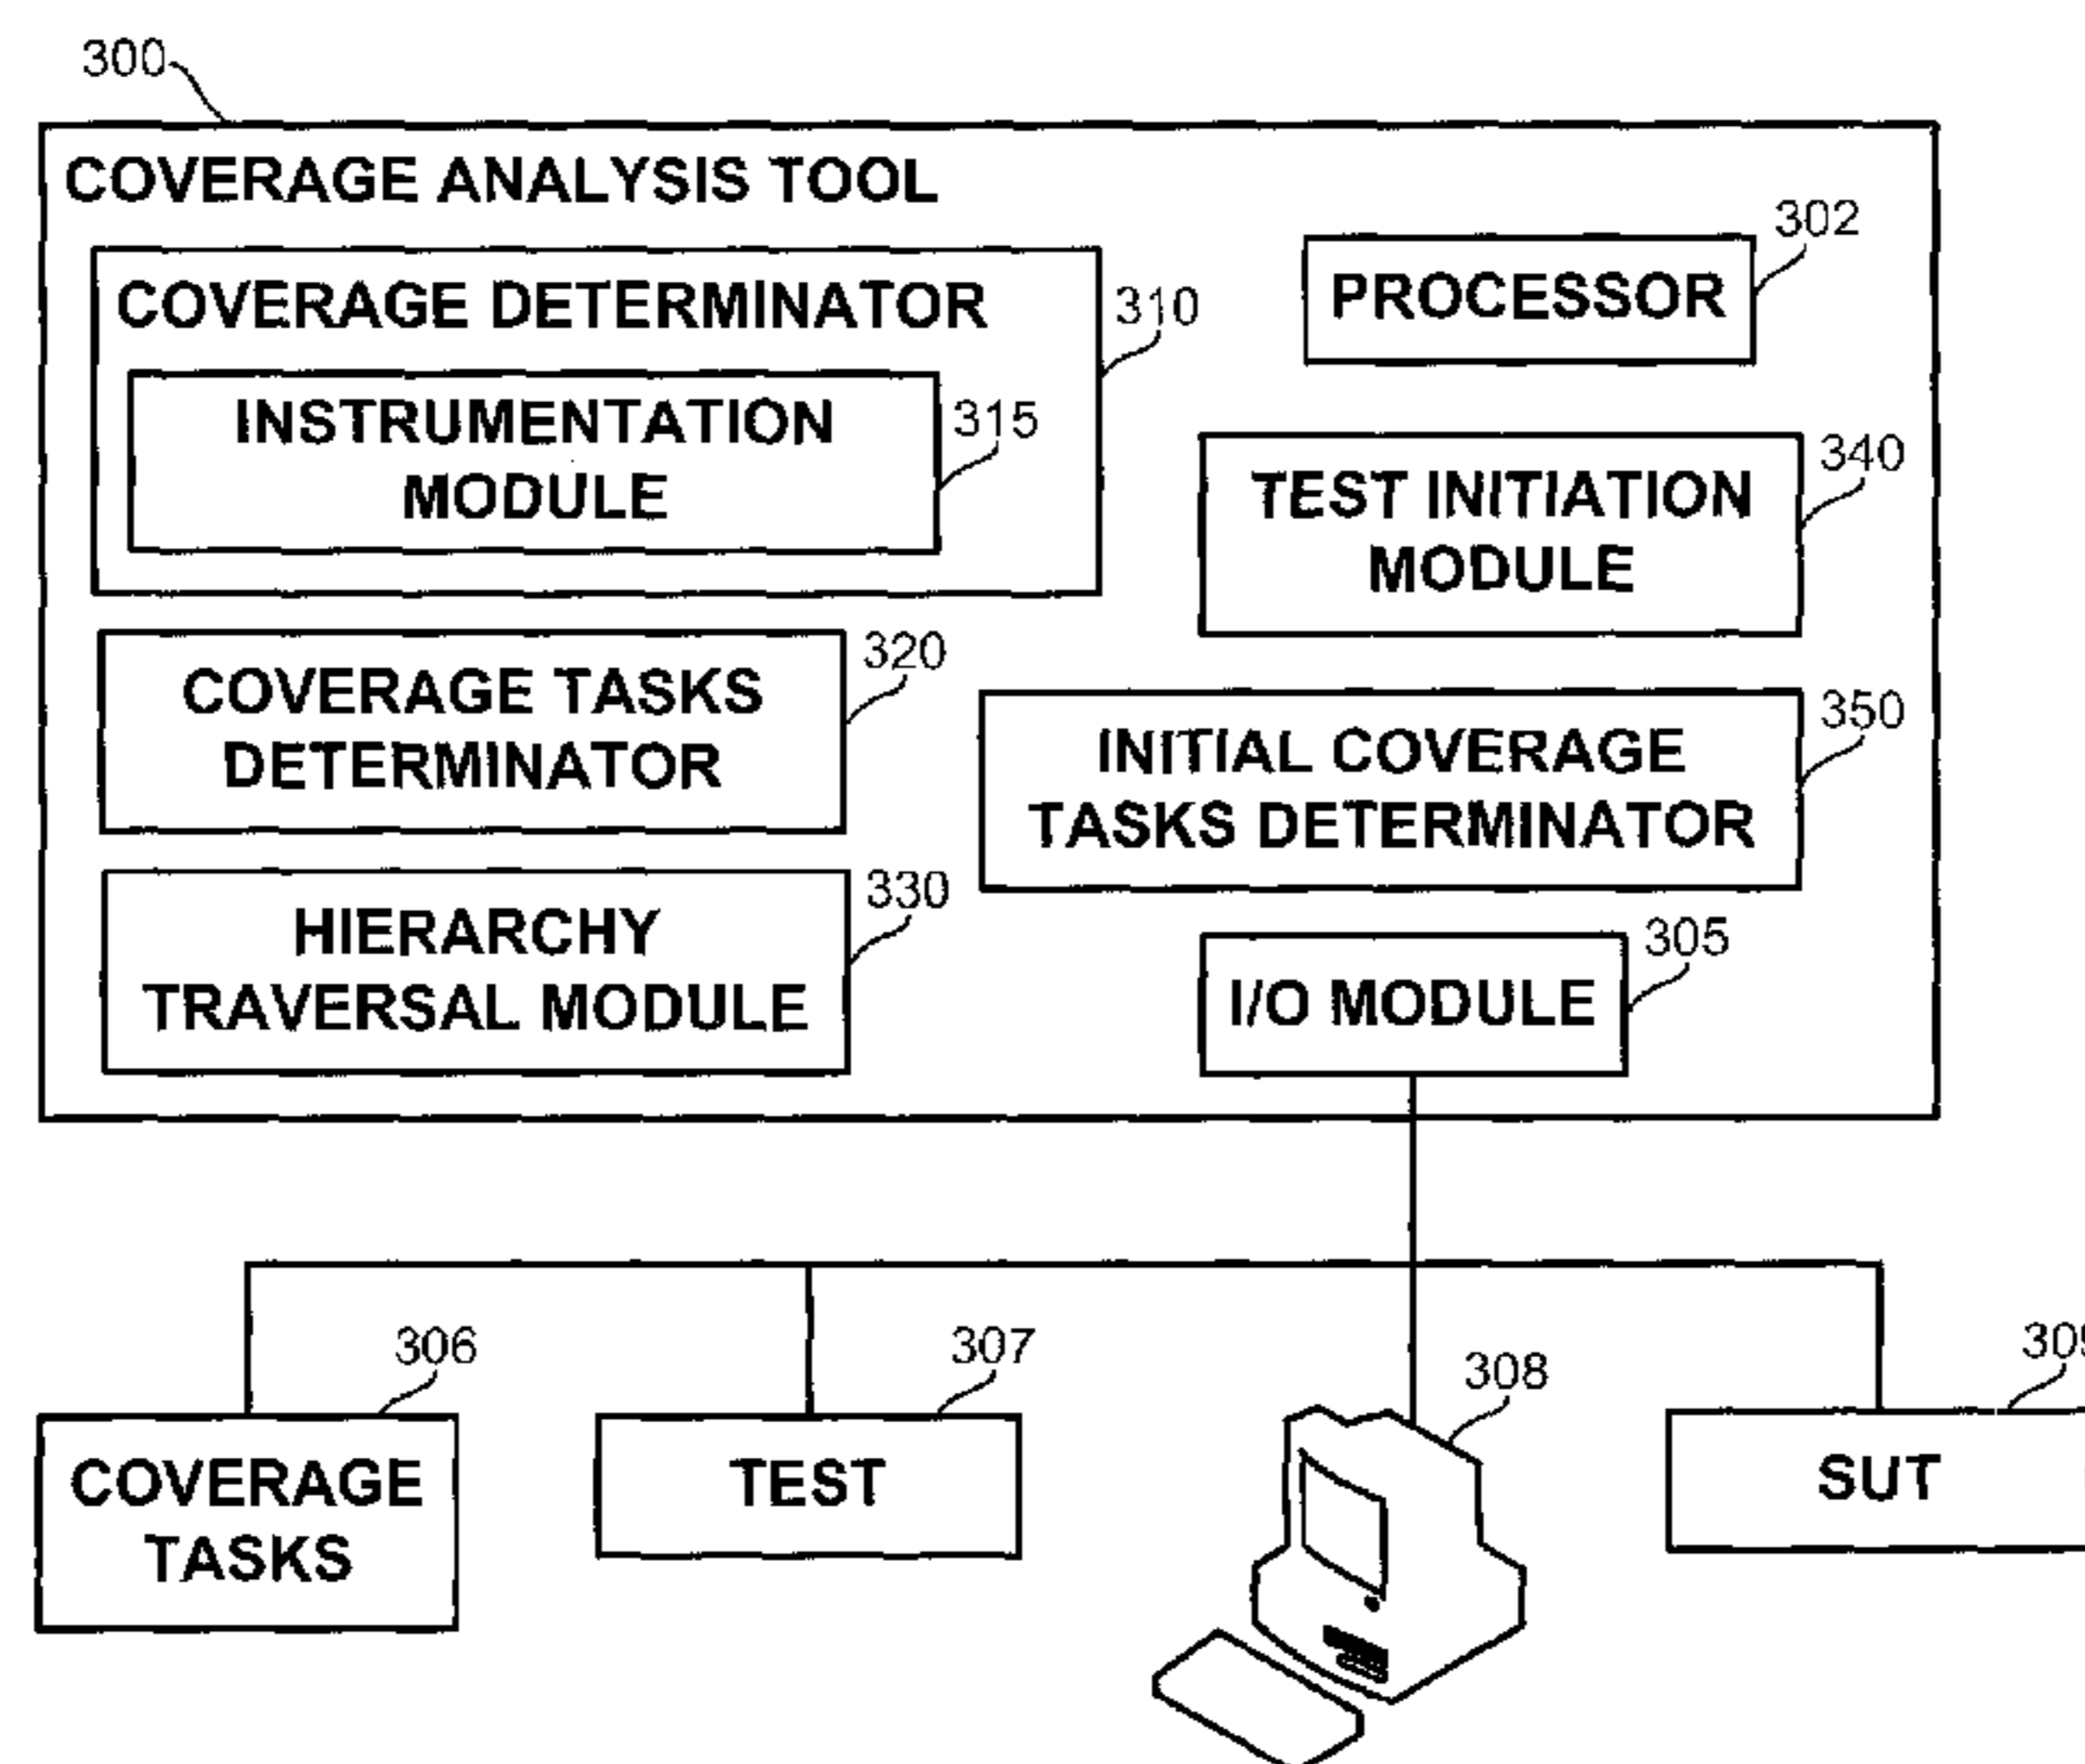 300
COVERAGE ANALYSIS TOOL
302
PROCESSOR
COVERAGE DETERMINATOR
310
INSTRUMENTATION
MODULE
315
340
TEST INITIATION
MODULE
320
COVERAGE TASKS
DETERMINATOR
350
INITIAL COVERAGE
TASKS DETERMINATOR
330
HIERARCHY
TRAVERSAL MODULE
305
I/O MODULE
306
COVERAGE
TASKS
307
TEST
308
SUT